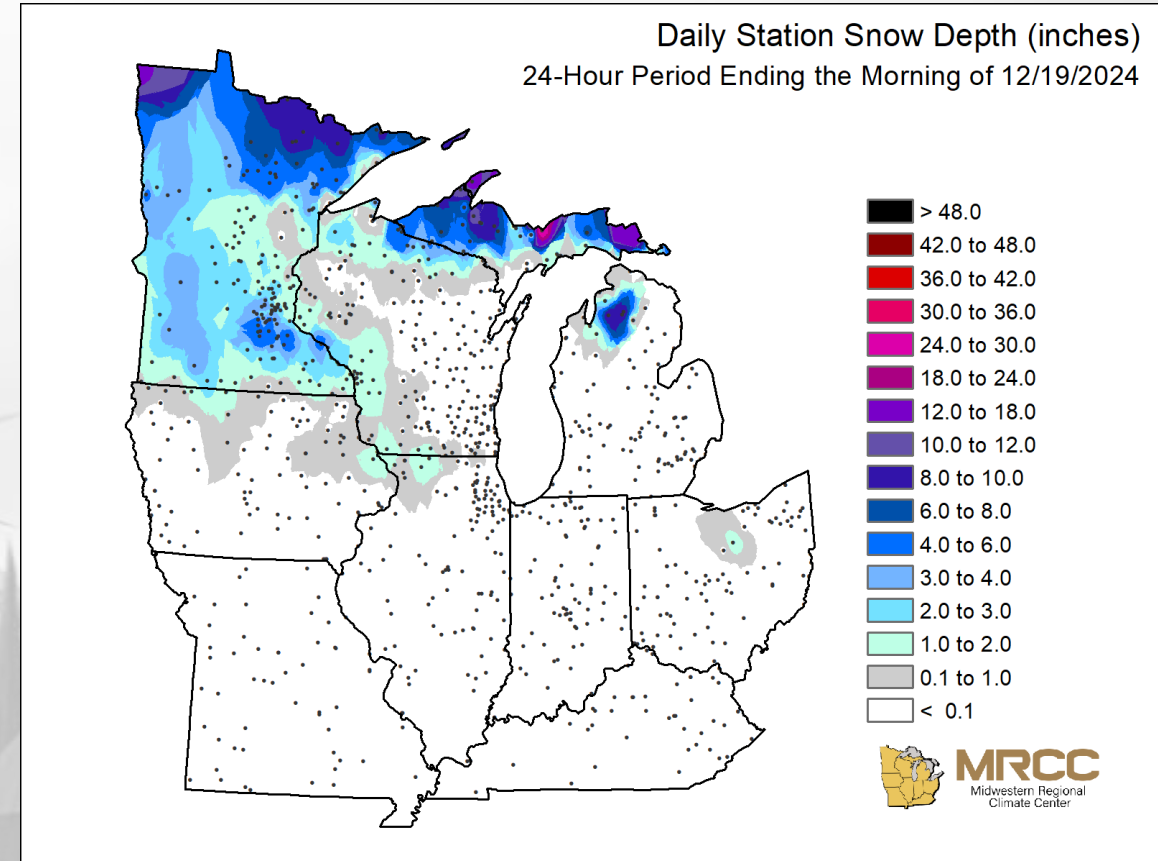 Daily Station Snow Depth (inches)
24-Hour Period Ending the Morning of 12/19/2024
> 48.0
42.0 to 48.0
36.0 to 42.0
30.0 to 36.0
24.0 to 30.0
18.0 to 24.0
12.0 to 18.0
10.0 to 12.0
8.0 to 10.0
6.0 to 8.0
4.0 to 6.0
3.0 to 4.0
2.0 to 3.0
1.0 to 2.0
0.1 to 1.0
< 0.1
MRCC
Midwestern Regional
Climate Center